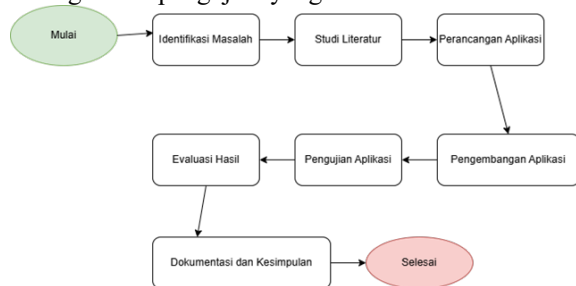 Mulai
Identifikasi Masalah
Studi Literatur
Perancangan Aplikasi
Pengembangan Aplikasi
Pengujian Aplikasi
Evaluasi Hasil
Dokumentasi dan Kesimpulan
Selesai